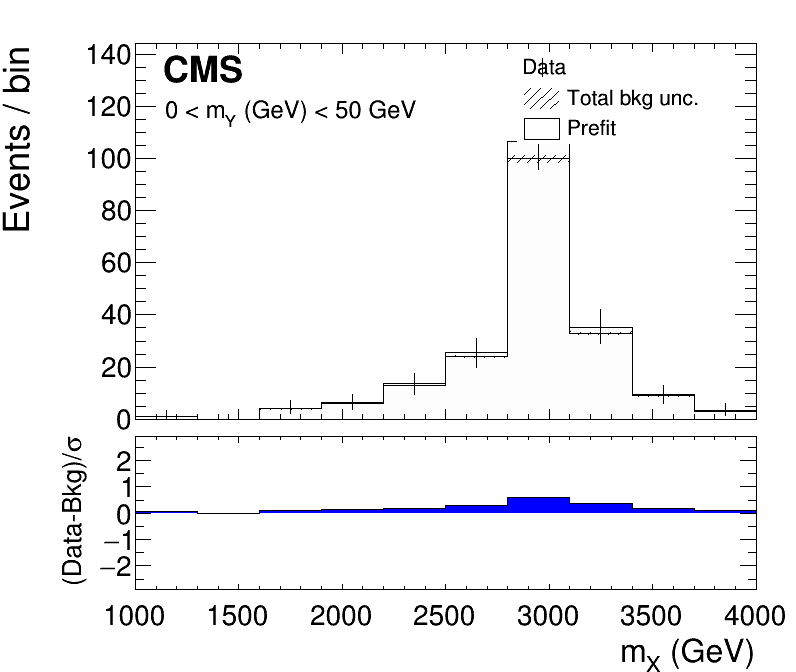 CMS
0 < mY (GeV) < 50 GeV
Data
Total bkg unc.
Prefit
Events / bin
140
120
100
80
60
40
20
0
(Data-Bkg)/σ
2
1
0
−1
−2
1000 1500 2000 2500 3000 3500 4000
mX (GeV)